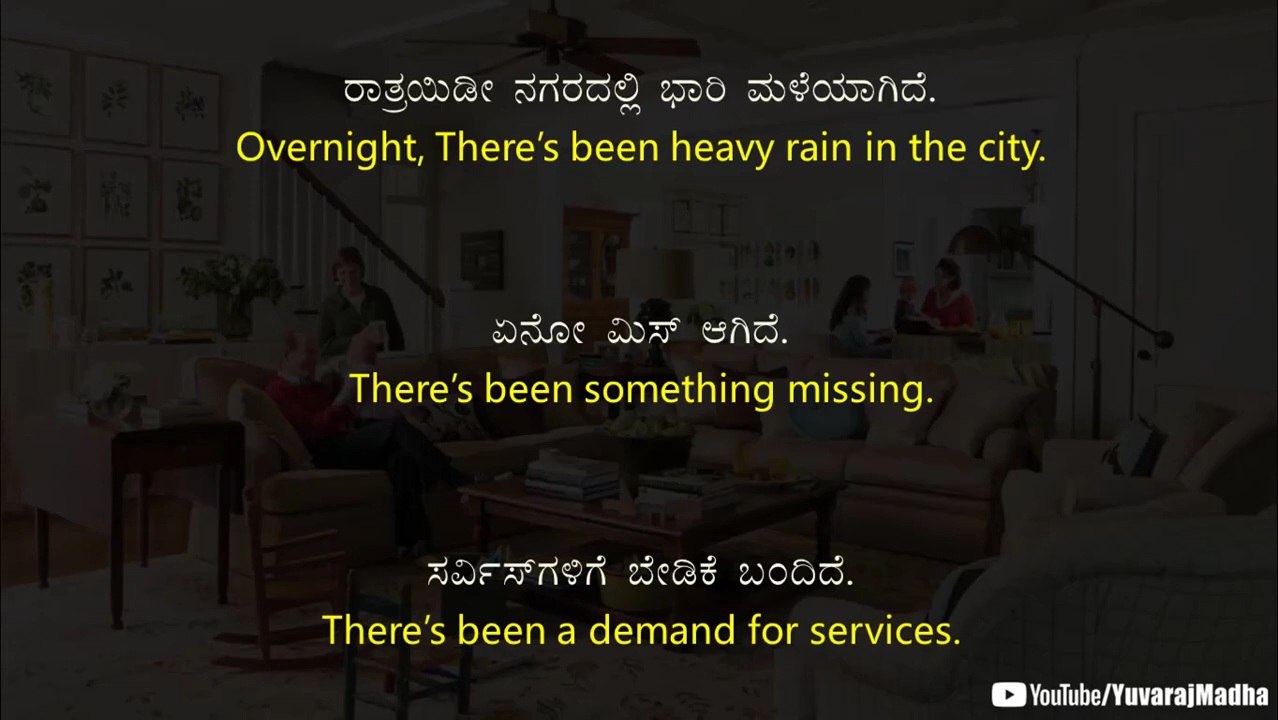 ರಾತ್ರಯಿಡೀ ನಗರದಲ್ಲಿ ಭಾರಿ ಮಳೆಯಾಗಿದೆ.
Overnight, There’s been heavy rain in the city.
ಏನೋ ಮಿಸ್ ಆಗಿದೆ.
There’s been something missing.
ಸರ್ವಿಸ್‌ಗಳಿಗೆ ಬೇಡಿಕೆ ಬಂದಿದೆ.
There’s been a demand for services.
YouTube/YuvarajMadha